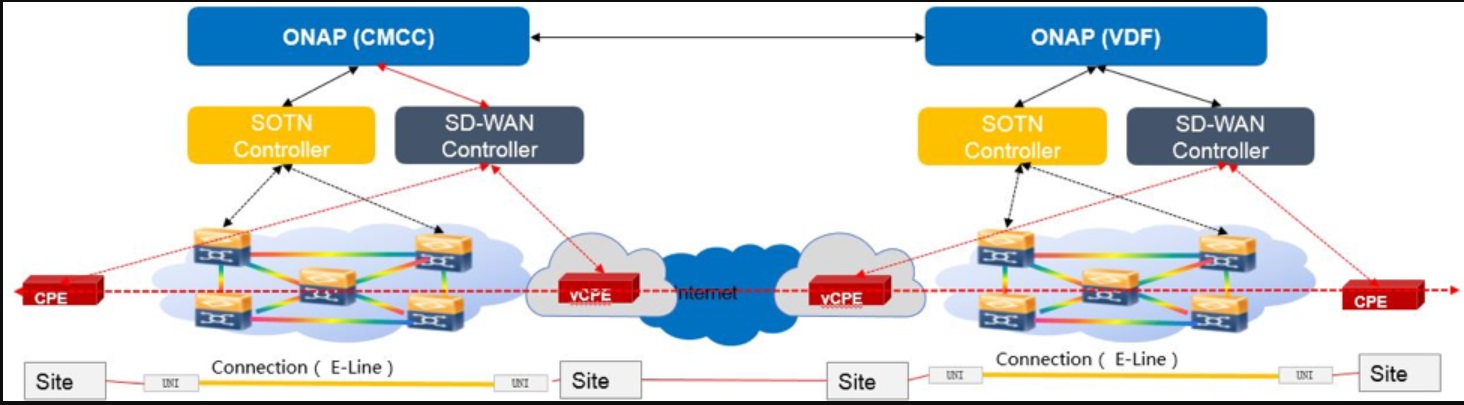 ONAP (CMCC)
ONAP (VDF)
SOTN
Controller
SD-WAN
Controller
SOTN
Controller
SD-WAN
Controller
CPE
vCPE
Internet
vCPE
CPE
Connection ( E-Line )
Connection ( E-Line )
Site
UNI
UNI
Site
Site
UNI
UNI
Site